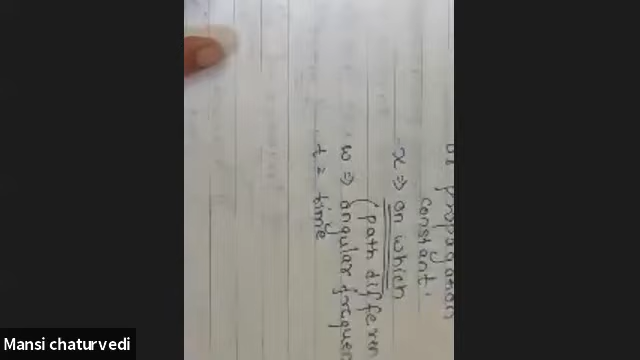 propagation
constant.
x ⇒ on which
(path differen
ω ⇒ angular frequen
t = time
Mansi chaturvedi